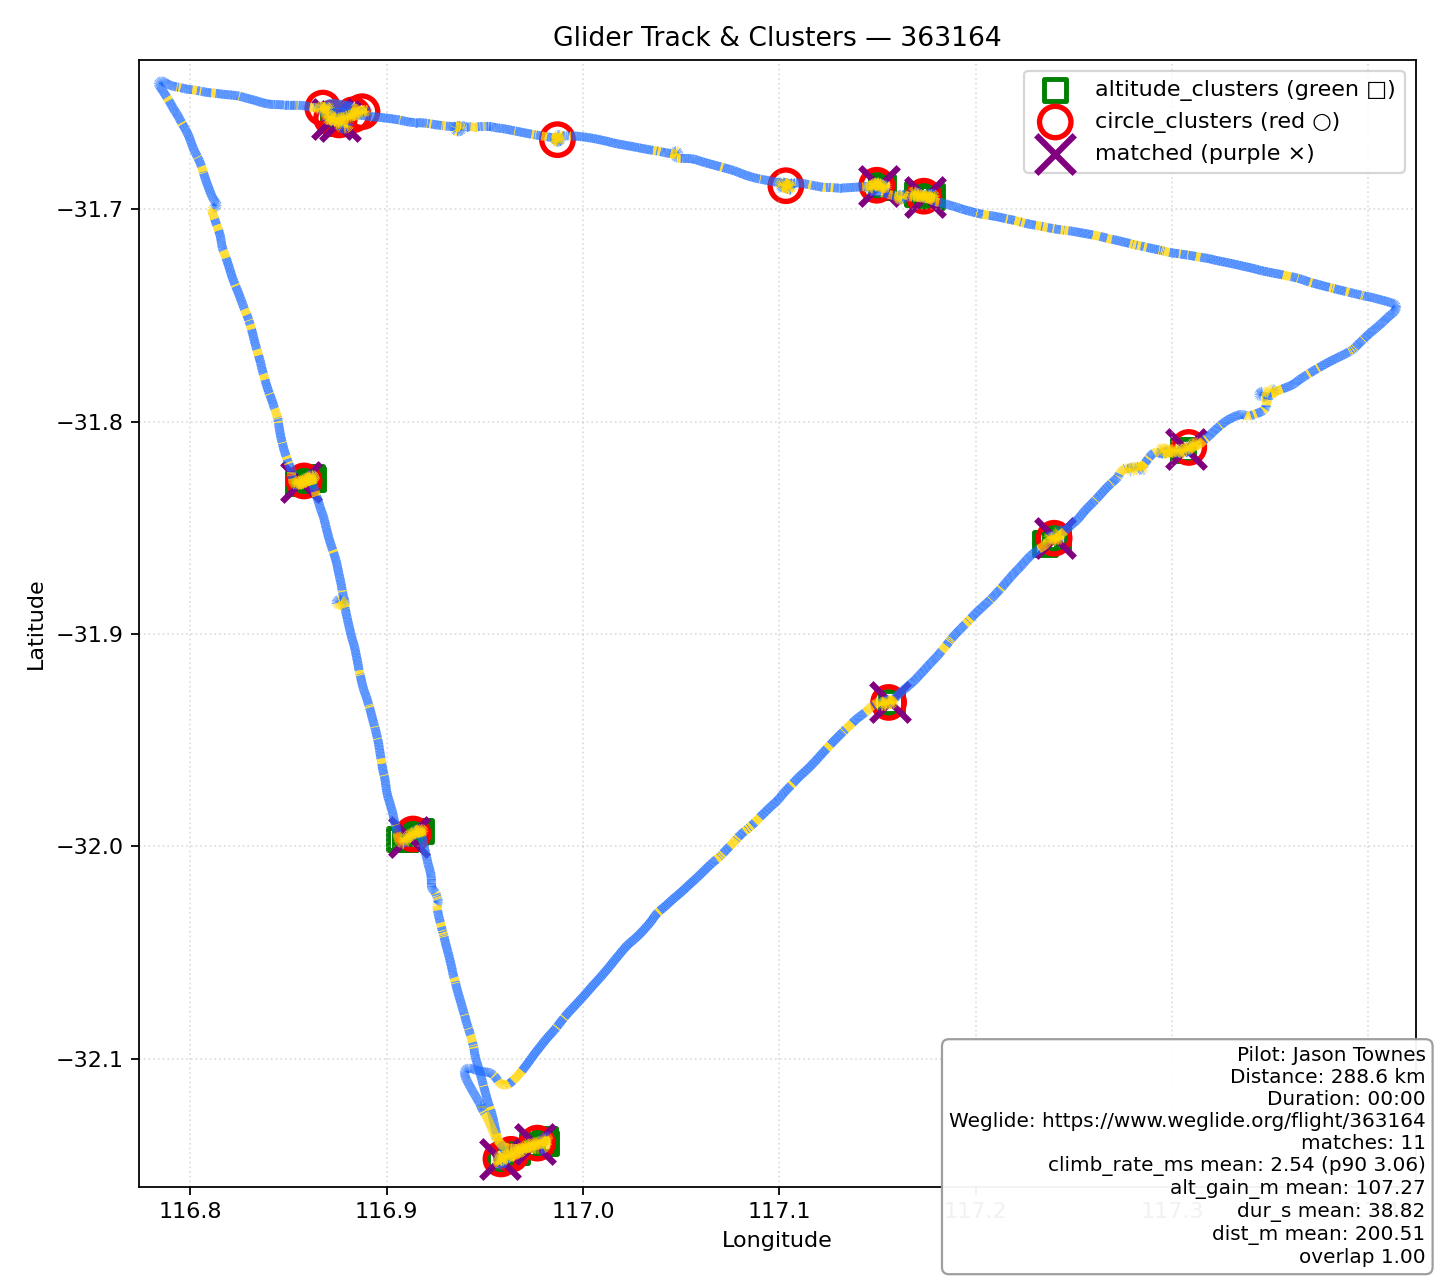 Glider Track & Clusters — 363164
altitude_clusters (green □)
circle_clusters (red ○)
matched (purple ×)
−31.7
−31.8
−31.9
−32.0
−32.1
Latitude
116.8
116.9
117.0
117.1
117.2
117.3
Longitude
Pilot: Jason Townes
Distance: 288.6 km
Duration: 00:00
Weglide: https://www.weglide.org/flight/363164
matches: 11
climb_rate_ms mean: 2.54 (p90 3.06)
alt_gain_m mean: 107.27
dur_s mean: 38.82
dist_m mean: 200.51
overlap 1.00